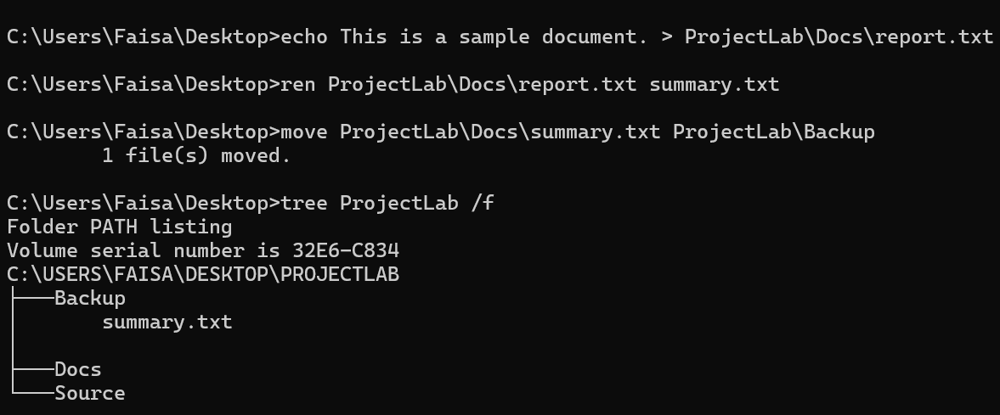 C:\Users\Faisa\Desktop>echo This is a sample document. > ProjectLab\Docs\report.txt
C:\Users\Faisa\Desktop>ren ProjectLab\Docs\report.txt summary.txt
C:\Users\Faisa\Desktop>move ProjectLab\Docs\summary.txt ProjectLab\Backup
        1 file(s) moved.
C:\Users\Faisa\Desktop>tree ProjectLab /f
Folder PATH listing
Volume serial number is 32E6-C834
C:\USERS\FAISA\DESKTOP\PROJECTLAB
├───Backup
│       summary.txt
│
├───Docs
└───Source